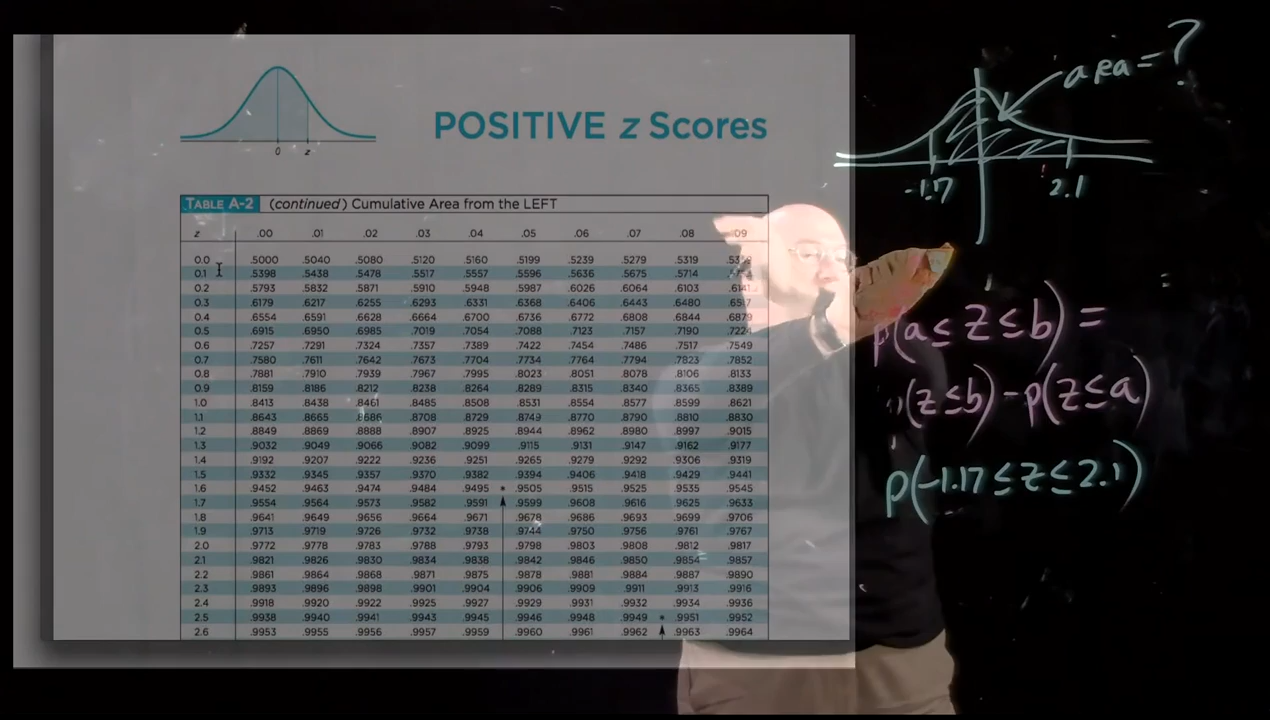 POSITIVE z Scores
0 z
TABLE A-2 (continued) Cumulative Area from the LEFT
z .00 .01 .02 .03 .04 .05 .06 .07 .08 .09
0.0 .5000 .5040 .5080 .5120 .5160 .5199 .5239 .5279 .5319
0.1 .5398 .5438 .5478 .5517 .5557 .5596 .5636 .5675 .5714
0.2 .5793 .5832 .5871 .5910 .5948 .5987 .6026 .6064 .6103 .6141
0.3 .6179 .6217 .6255 .6293 .6331 .6368 .6406 .6443 .6480 .6517
0.4 .6554 .6591 .6628 .6664 .6700 .6736 .6772 .6808 .6844 .6879
0.5 .6915 .6950 .6985 .7019 .7054 .7088 .7123 .7157 .7190 .7224
0.6 .7257 .7291 .7324 .7357 .7389 .7422 .7454 .7486 .7517 .7549
0.7 .7580 .7611 .7642 .7673 .7704 .7734 .7764 .7794 .7823 .7852
0.8 .7881 .7910 .7939 .7967 .7995 .8023 .8051 .8078 .8106 .8133
0.9 .8159 .8186 .8212 .8238 .8264 .8289 .8315 .8340 .8365 .8389
1.0 .8413 .8438 .8461 .8485 .8508 .8531 .8554 .8577 .8599 .8621
1.1 .8643 .8665 .8686 .8708 .8729 .8749 .8770 .8790 .8810 .8830
1.2 .8849 .8869 .8888 .8907 .8925 .8944 .8962 .8980 .8997 .9015
1.3 .9032 .9049 .9066 .9082 .9099 .9115 .9131 .9147 .9162 .9177
1.4 .9192 .9207 .9222 .9236 .9251 .9265 .9279 .9292 .9306 .9319
1.5 .9332 .9345 .9357 .9370 .9382 .9394 .9406 .9418 .9429 .9441
1.6 .9452 .9463 .9474 .9484 .9495 * .9505 .9515 .9525 .9535 .9545
1.7 .9554 .9564 .9573 .9582 .9591 .9599 .9608 .9616 .9625 .9633
1.8 .9641 .9649 .9656 .9664 .9671 .9678 .9686 .9693 .9699 .9706
1.9 .9713 .9719 .9726 .9732 .9738 .9744 .9750 .9756 .9761 .9767
2.0 .9772 .9778 .9783 .9788 .9793 .9798 .9803 .9808 .9812 .9817
2.1 .9821 .9826 .9830 .9834 .9838 .9842 .9846 .9850 .9854 .9857
2.2 .9861 .9864 .9868 .9871 .9875 .9878 .9881 .9884 .9887 .9890
2.3 .9893 .9896 .9898 .9901 .9904 .9906 .9909 .9911 .9913 .9916
2.4 .9918 .9920 .9922 .9925 .9927 .9929 .9931 .9932 .9934 .9936
2.5 .9938 .9940 .9941 .9943 .9945 .9946 .9948 .9949 * .9951 .9952
2.6 .9953 .9955 .9956 .9957 .9959 .9960 .9961 .9962 .9963 .9964
area = ?
-1.17 2.1
P(a ≤ Z ≤ b) =
P(z ≤ b) - P(z ≤ a)
P(-1.17 ≤ z ≤ 2.1)